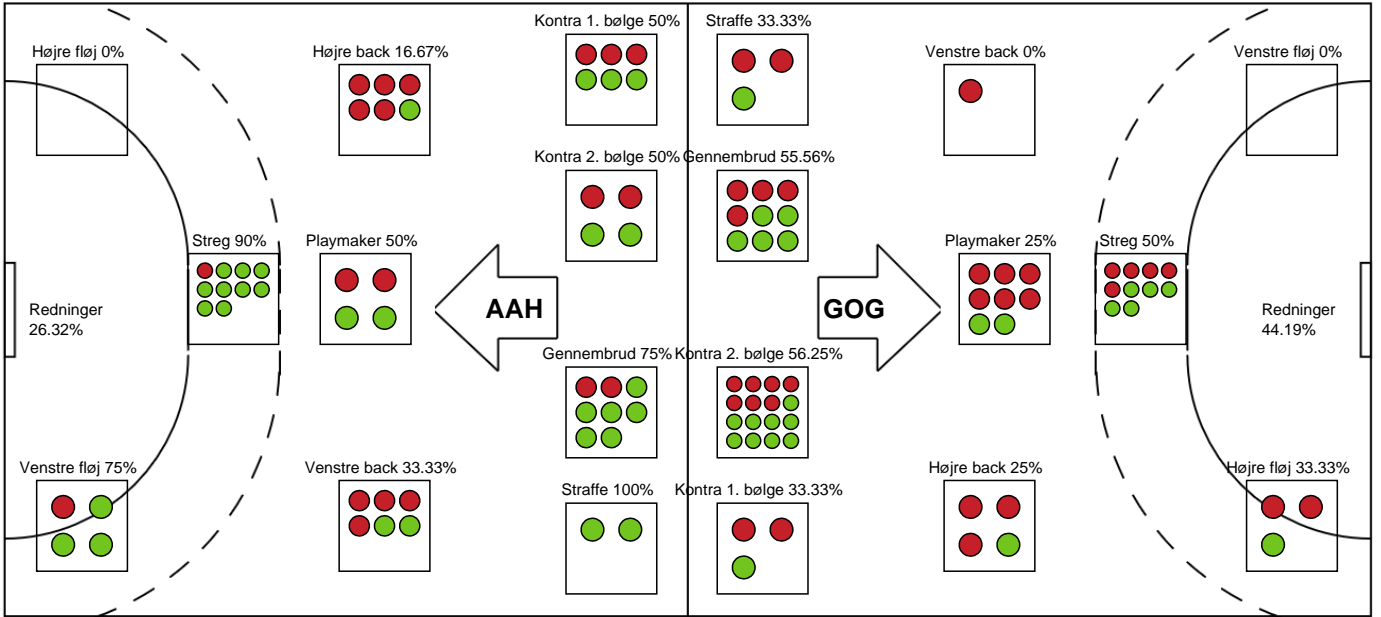 Kontra 1. bølge 50%
Straffe 33.33%
Højre fløj 0%
Højre back 16.67%
Venstre back 0%
Venstre fløj 0%
Kontra 2. bølge 50%
Gennembrud 55.56%
Streg 90%
Playmaker 50%
Playmaker 25%
Streg 50%
Redninger
26.32%
AAH
GOG
Redninger
44.19%
Gennembrud 75%
Kontra 2. bølge 56.25%
Venstre fløj 75%
Venstre back 33.33%
Straffe 100%
Kontra 1. bølge 33.33%
Højre back 25%
Højre fløj 33.33%